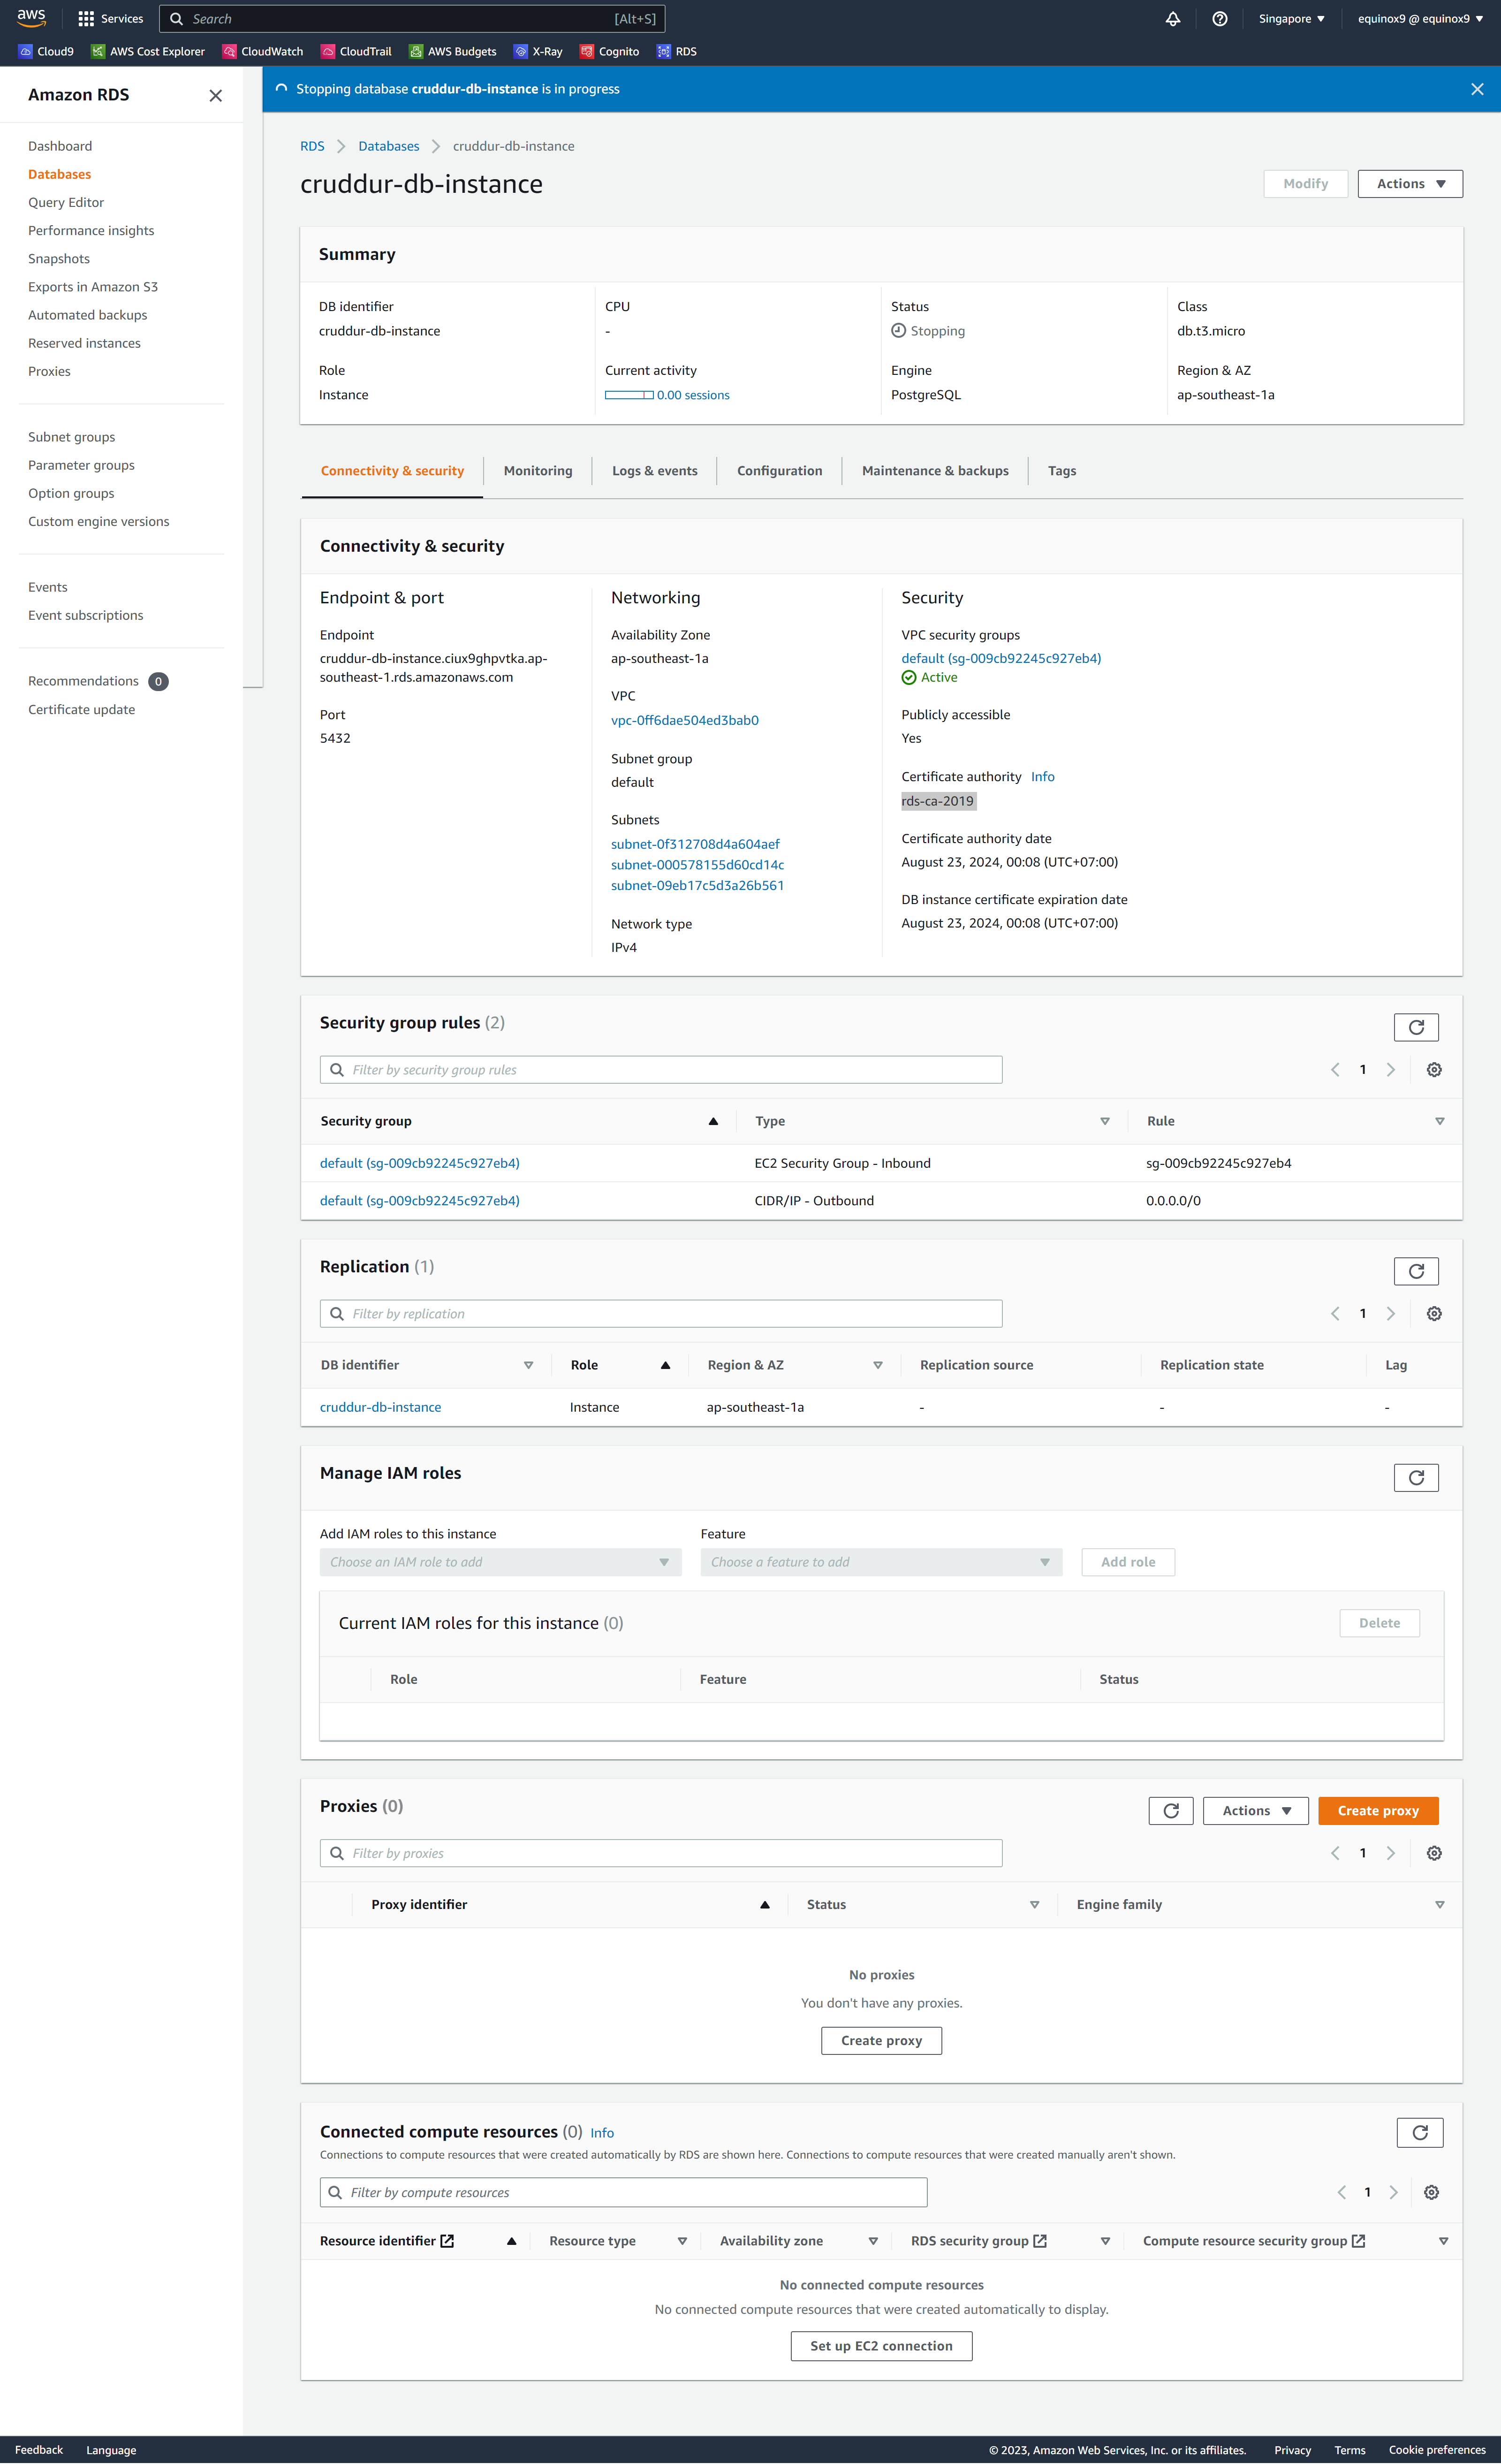 aws
Services
Search
[Alt+S]
Singapore ▼
equinox9 @ equinox9 ▼
Cloud9
AWS Cost Explorer
CloudWatch
CloudTrail
AWS Budgets
X-Ray
Cognito
RDS
Amazon RDS
Dashboard
Databases
Query Editor
Performance insights
Snapshots
Exports in Amazon S3
Automated backups
Reserved instances
Proxies
Subnet groups
Parameter groups
Option groups
Custom engine versions
Events
Event subscriptions
Recommendations 0
Certificate update
Stopping database cruddur-db-instance is in progress
RDS > Databases > cruddur-db-instance
cruddur-db-instance
Modify
Actions ▼
Summary
DB identifier
cruddur-db-instance
CPU
-
Status
Stopping
Class
db.t3.micro
Role
Instance
Current activity
0.00 sessions
Engine
PostgreSQL
Region & AZ
ap-southeast-1a
Connectivity & security
Monitoring
Logs & events
Configuration
Maintenance & backups
Tags
Connectivity & security
Endpoint & port
Endpoint
cruddur-db-instance.ciux9ghpvtka.ap-
southeast-1.rds.amazonaws.com
Port
5432
Networking
Availability Zone
ap-southeast-1a
VPC
vpc-0ff6dae504ed3bab0
Subnet group
default
Subnets
subnet-0f312708d4a604aef
subnet-000578155d60cd14c
subnet-09eb17c5d3a26b561
Network type
IPv4
Security
VPC security groups
default (sg-009cb92245c927eb4)
Active
Publicly accessible
Yes
Certificate authority Info
rds-ca-2019
Certificate authority date
August 23, 2024, 00:08 (UTC+07:00)
DB instance certificate expiration date
August 23, 2024, 00:08 (UTC+07:00)
Security group rules (2)
Filter by security group rules
1
Security group
Type
Rule
default (sg-009cb92245c927eb4)
EC2 Security Group - Inbound
sg-009cb92245c927eb4
default (sg-009cb92245c927eb4)
CIDR/IP - Outbound
0.0.0.0/0
Replication (1)
Filter by replication
1
DB identifier
Role
Region & AZ
Replication source
Replication state
Lag
cruddur-db-instance
Instance
ap-southeast-1a
-
-
-
Manage IAM roles
Add IAM roles to this instance
Choose an IAM role to add
Feature
Choose a feature to add
Add role
Current IAM roles for this instance (0)
Delete
Role
Feature
Status
Proxies (0)
Actions ▼
Create proxy
Filter by proxies
1
Proxy identifier
Status
Engine family
No proxies
You don't have any proxies.
Create proxy
Connected compute resources (0) Info
Connections to compute resources that were created automatically by RDS are shown here. Connections to compute resources that were created manually aren't shown.
Filter by compute resources
1
Resource identifier
Resource type
Availability zone
RDS security group
Compute resource security group
No connected compute resources
No connected compute resources that were created automatically to display.
Set up EC2 connection
Feedback
Language
© 2023, Amazon Web Services, Inc. or its affiliates.
Privacy
Terms
Cookie preferences